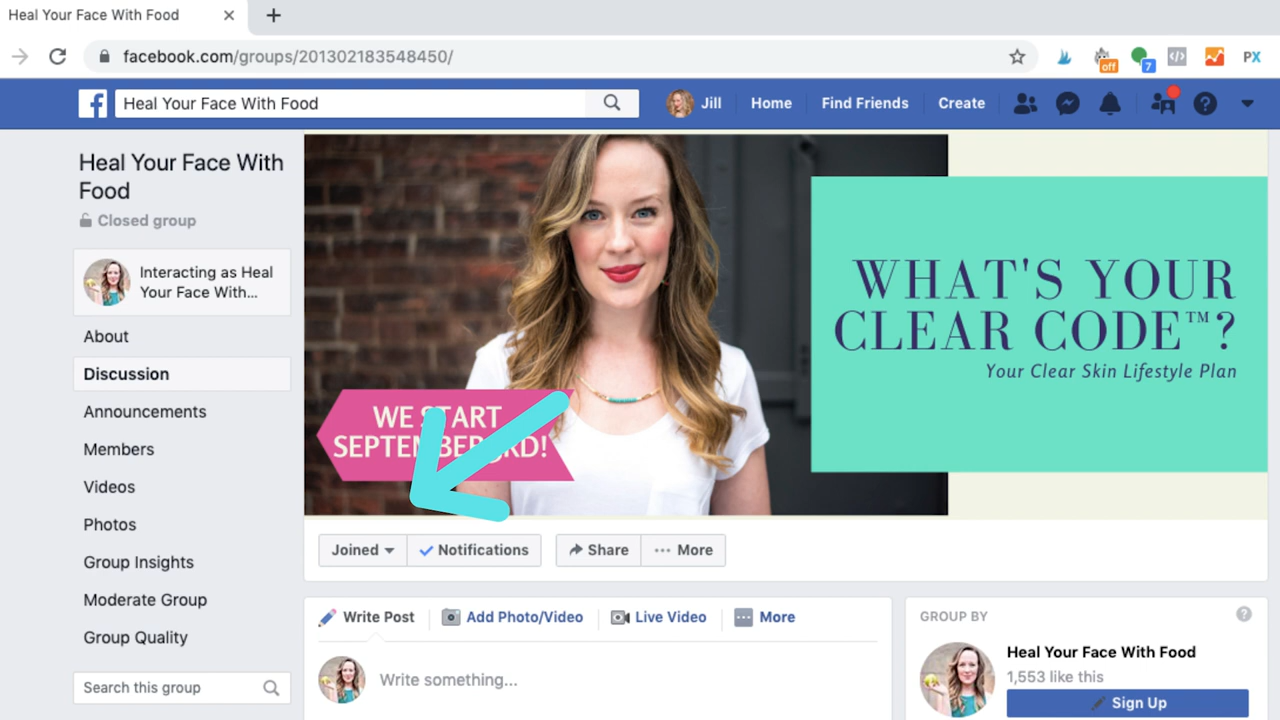 Heal Your Face With Food
facebook.com/groups/201302183548450/
off
7
PX
Heal Your Face With Food
Jill
Home
Find Friends
Create
Heal Your Face With
Food
Closed group
Interacting as Heal
Your Face With...
About
Discussion
Announcements
Members
Videos
Photos
Group Insights
Moderate Group
Group Quality
Search this group
WE START
WHAT'S YOUR
CLEAR CODE™?
Your Clear Skin Lifestyle Plan
Joined
Notifications
Share
More
Write Post
Add Photo/Video
Live Video
More
Write something...
GROUP BY
Heal Your Face With Food
1,553 like this
Sign Up